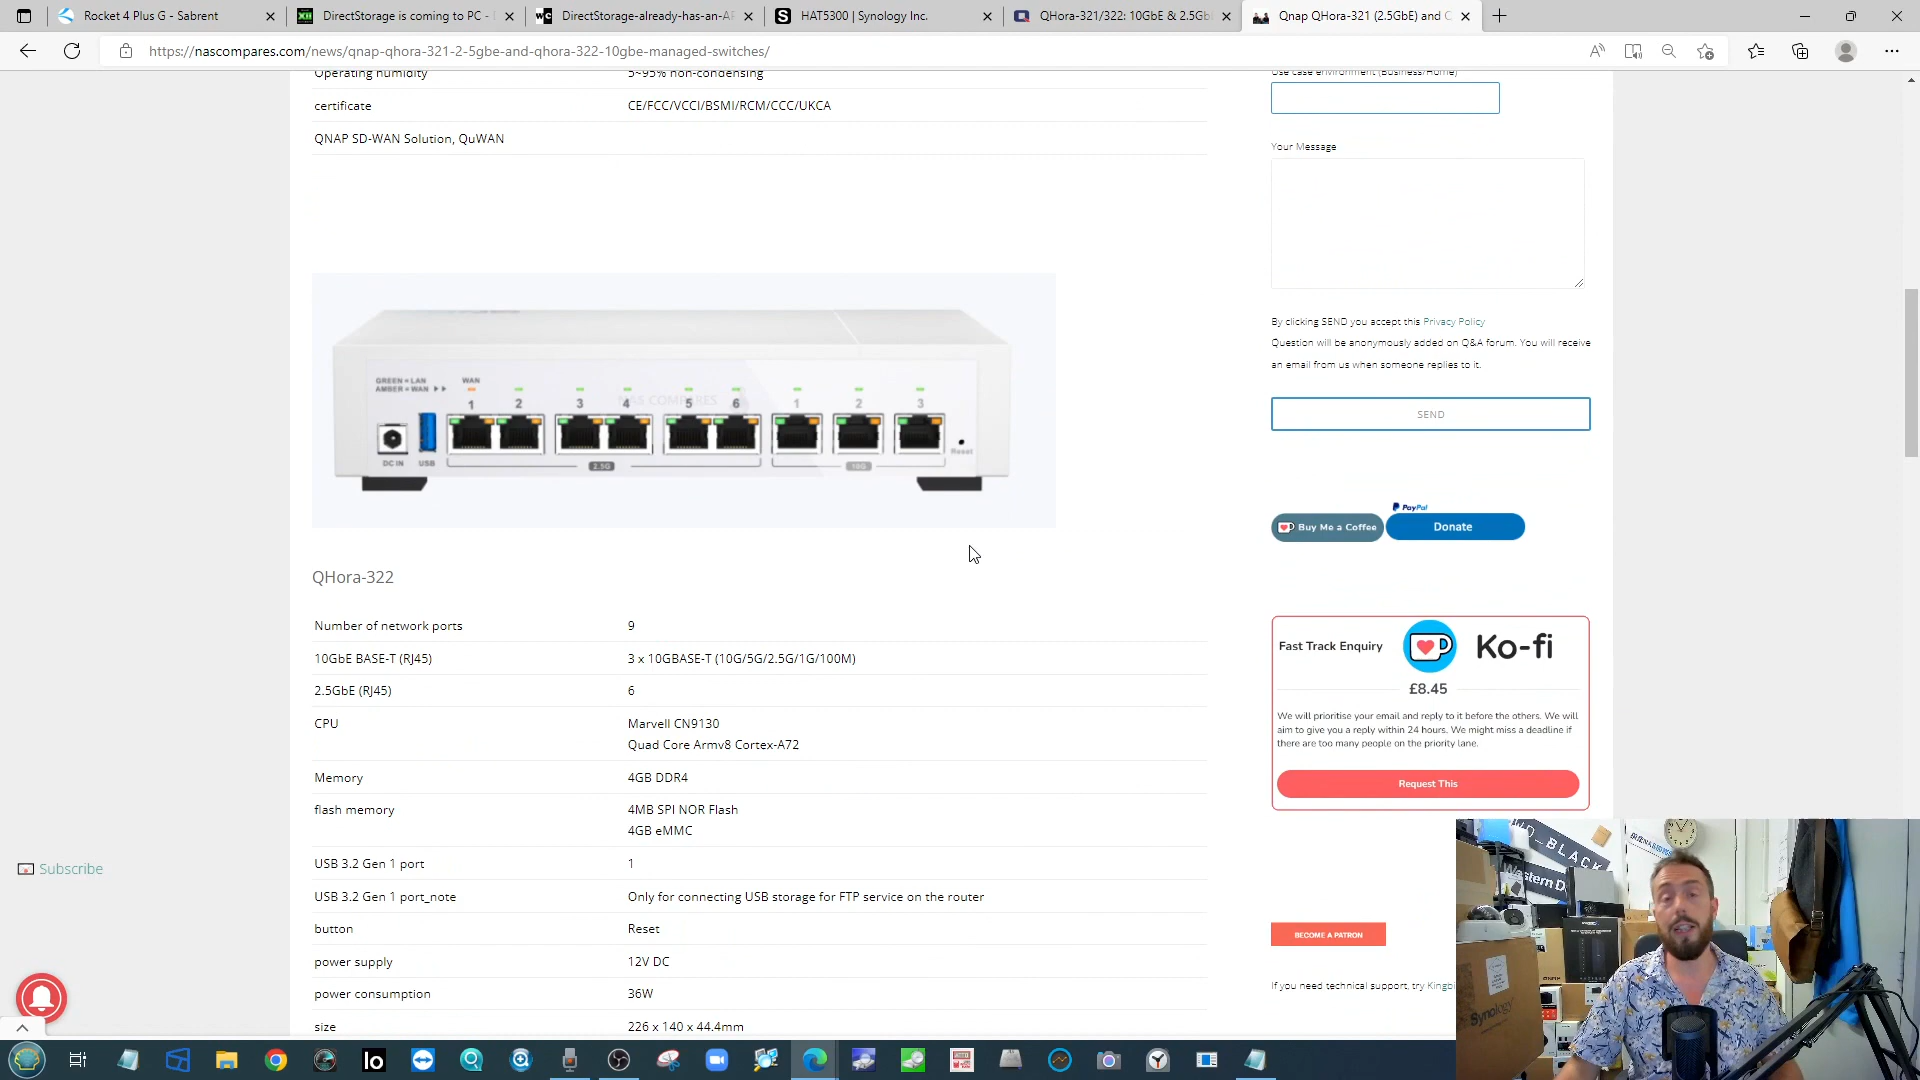 Rocket 4 Plus G - Sabrent
DirectStorage is coming to PC -
DirectStorage-already-has-an-AP
HAT5300 | Synology Inc.
QHora-321/322: 10GbE & 2.5Gb
Qnap QHora-321 (2.5GbE) and Q
https://nascompares.com/news/qnap-qhora-321-2-5gbe-and-qhora-322-10gbe-managed-switches/
Operating humidity 5~95% non-condensing
certificate CE/FCC/VCCI/BSMI/RCM/CCC/UKCA
QNAP SD-WAN Solution, QuWAN
Use case environment (Business/Home)
Your Message
By clicking SEND you accept this Privacy Policy
Question will be anonymously added on Q&A forum. You will receive
an email from us when someone replies to it.
SEND
GREEN = LAN
AMBER = WAN
WAN
1 2 3 4 5 6 1 2 3
NAS COMPARES
DC IN USB 2.5G 10G Reset
PayPal
Buy Me a Coffee
Donate
QHora-322
Number of network ports 9
10GbE BASE-T (RJ45) 3 x 10GBASE-T (10G/5G/2.5G/1G/100M)
2.5GbE (RJ45) 6
CPU Marvell CN9130
Quad Core Armv8 Cortex-A72
Memory 4GB DDR4
flash memory 4MB SPI NOR Flash
4GB eMMC
USB 3.2 Gen 1 port 1
USB 3.2 Gen 1 port_note Only for connecting USB storage for FTP service on the router
button Reset
power supply 12V DC
power consumption 36W
size 226 x 140 x 44.4mm
Fast Track Enquiry
Ko-fi
£8.45
We will prioritise your email and reply to it before the others. We will
aim to give you a reply within 24 hours. We might miss a deadline if
there are too many people on the priority lane.
Request This
BECOME A PATRON
If you need technical support, try Kingbi
Subscribe
_BLACK
Western D
Synology